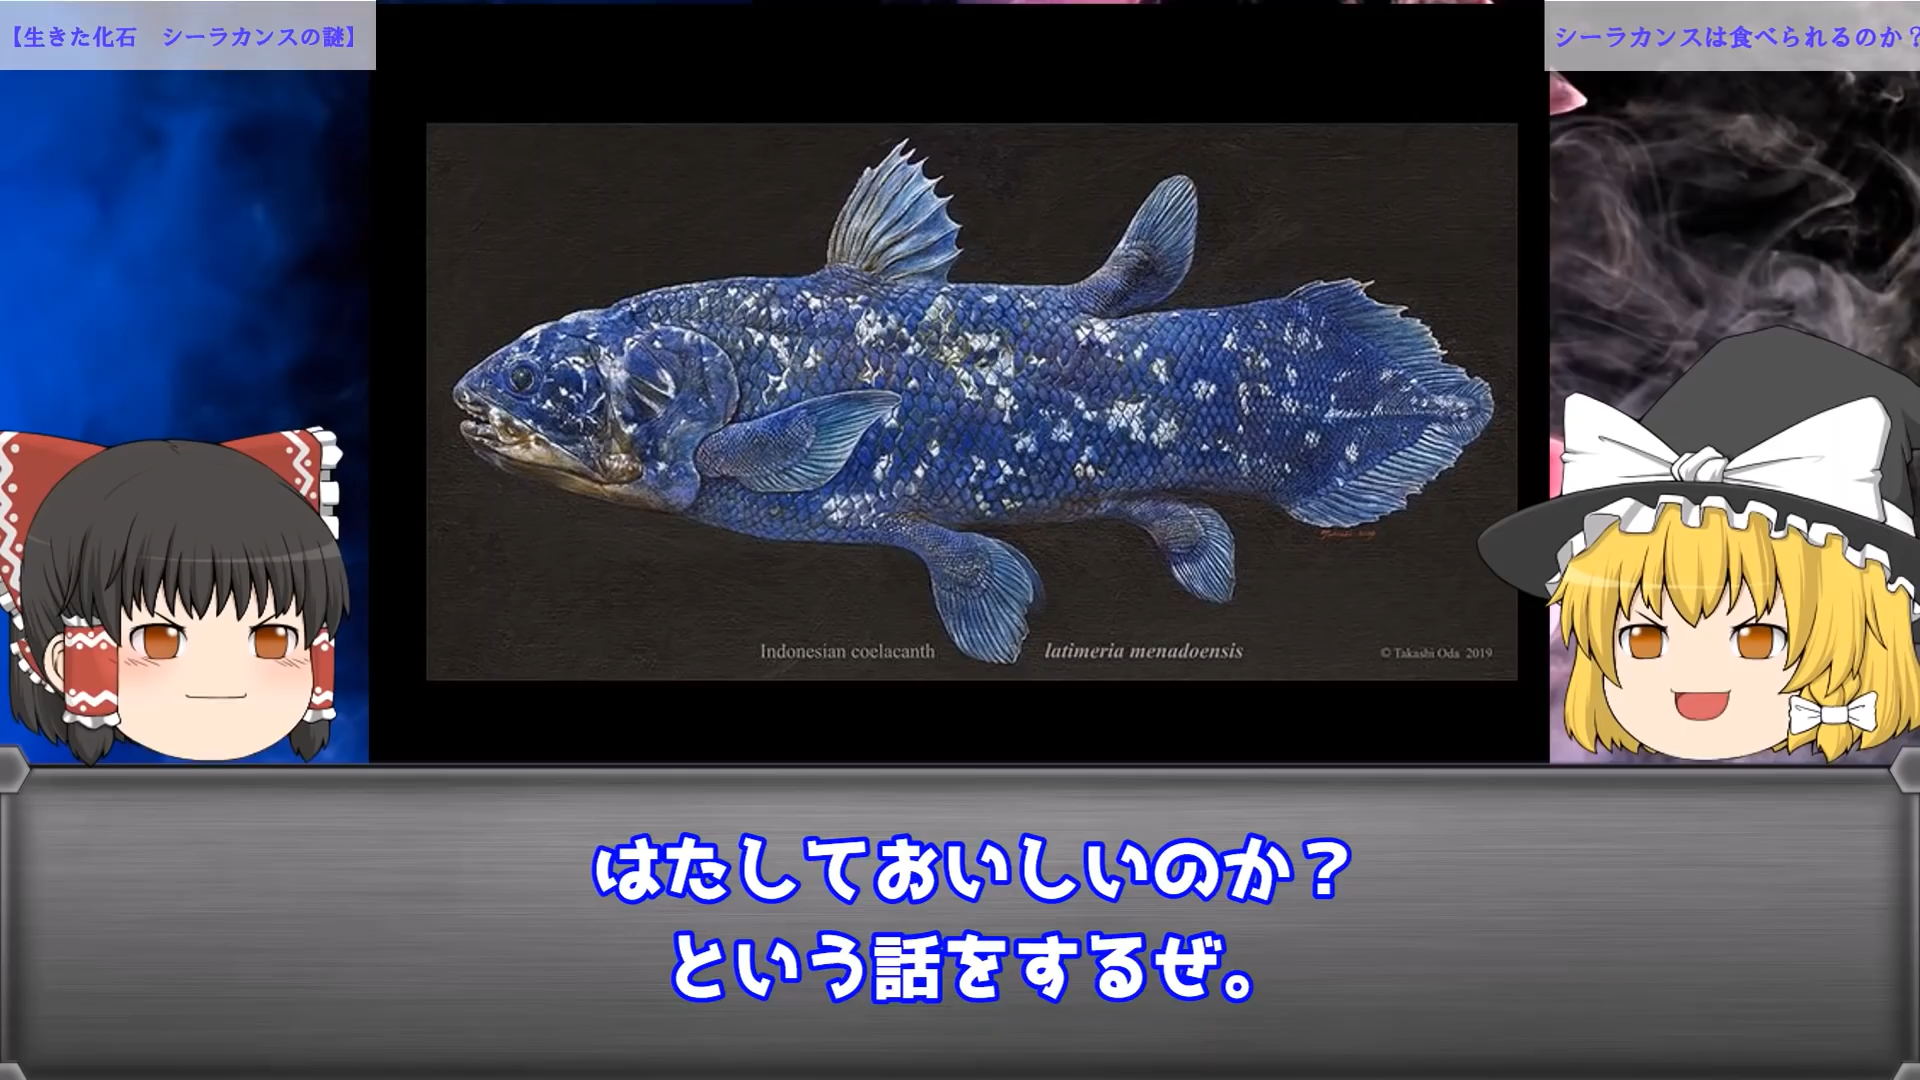 【生きた化石　シーラカンスの謎】
シーラカンスは食べられるのか？
Indonesian coelacanth
latimeria menadoensis
© Takashi Oda 2019
はたしておいしいのか？
という話をするぜ。